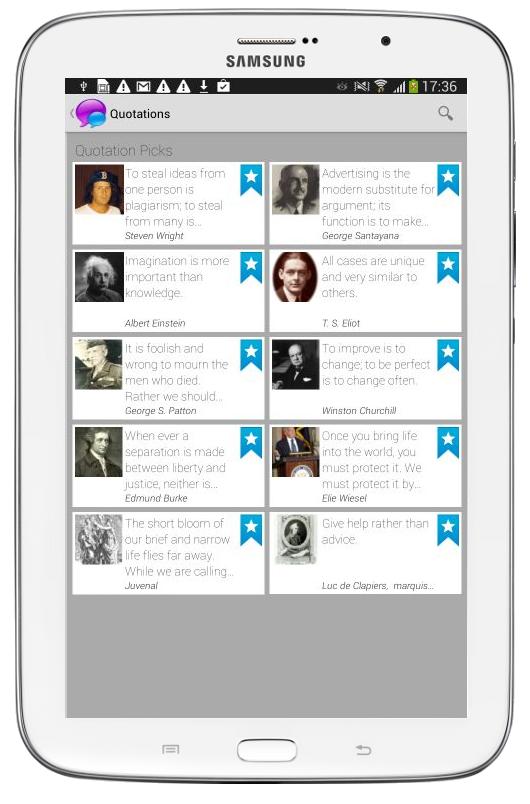 SAMSUNG
17:36
Quotations
Quotation Picks
To steal ideas from
one person is
plagiarism; to steal
from many is...
Steven Wright
Advertising is the
modern substitute for
argument; its
function is to make...
George Santayana
Imagination is more
important than
knowledge.
Albert Einstein
All cases are unique
and very similar to
others.
T. S. Eliot
It is foolish and
wrong to mourn the
men who died.
Rather we should...
George S. Patton
To improve is to
change; to be perfect
is to change often.
Winston Churchill
When ever a
separation is made
between liberty and
justice, neither is...
Edmund Burke
Once you bring life
into the world, you
must protect it. We
must protect it by...
Elie Wiesel
The short bloom of
our brief and narrow
life flies far away.
While we are calling...
Juvenal
Give help rather than
advice.
Luc de Clapiers, marquis...